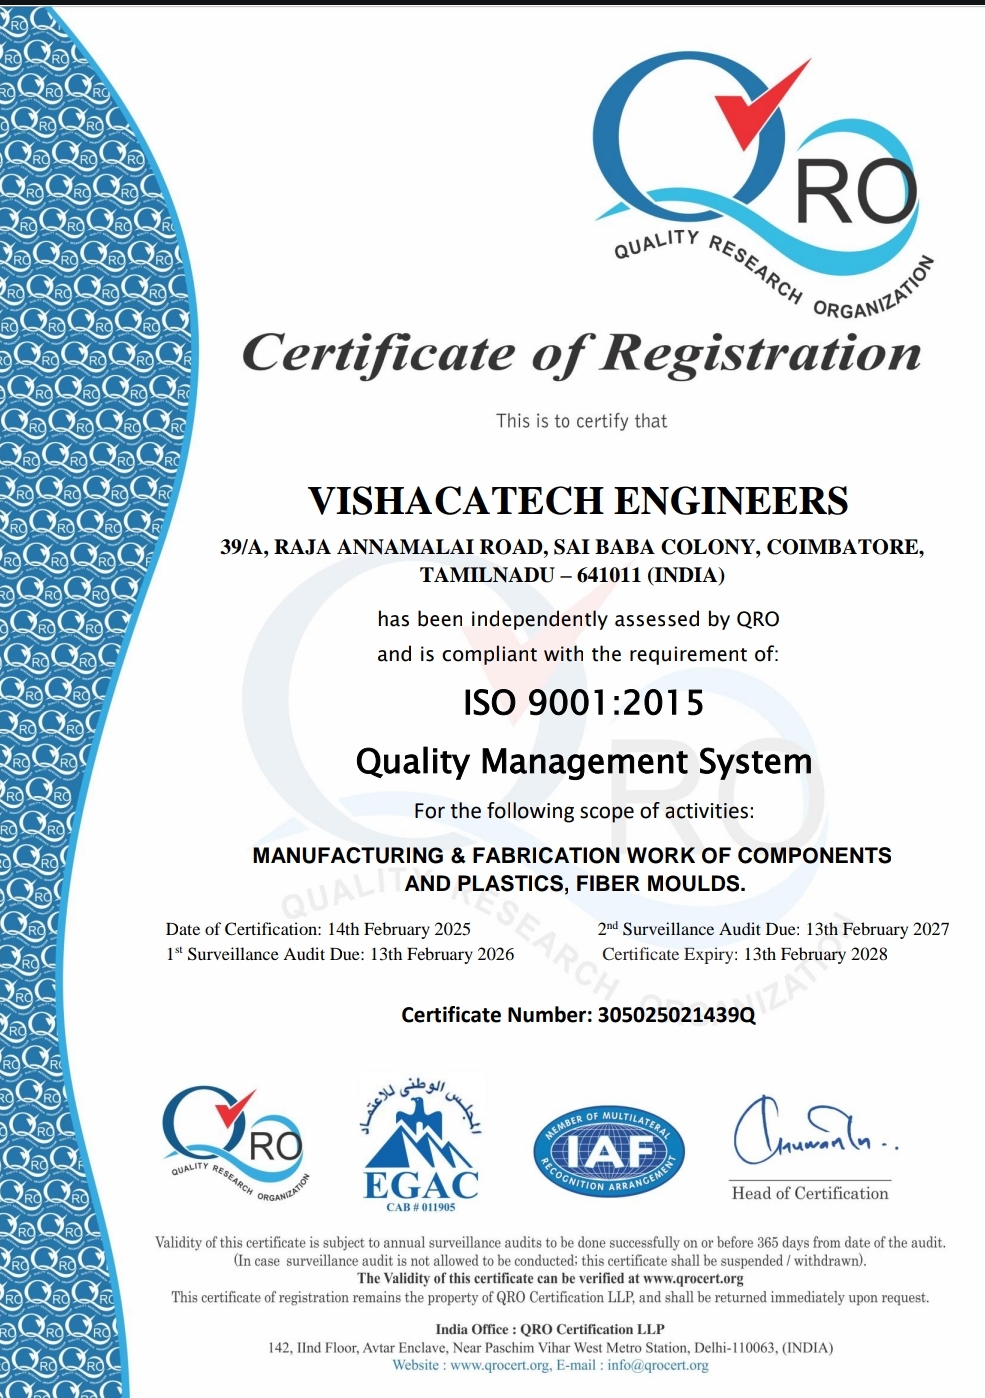 QRO
QUALITY RESEARCH ORGANIZATION
Certificate of Registration
This is to certify that
VISHACATECH ENGINEERS
39/A, RAJA ANNAMALAI ROAD, SAI BABA COLONY, COIMBATORE,
TAMILNADU – 641011 (INDIA)
has been independently assessed by QRO
and is compliant with the requirement of:
ISO 9001:2015
Quality Management System
For the following scope of activities:
MANUFACTURING & FABRICATION WORK OF COMPONENTS
AND PLASTICS, FIBER MOULDS.
Date of Certification: 14th February 2025
2nd Surveillance Audit Due: 13th February 2027
1st Surveillance Audit Due: 13th February 2026
Certificate Expiry: 13th February 2028
Certificate Number: 305025021439Q
QRO
QUALITY RESEARCH ORGANIZATION
المجلس الوطنى للاعتماد
EGAC
CAB # 011905
MEMBER OF MULTILATERAL
IAF
RECOGNITION ARRANGEMENT
Head of Certification
Validity of this certificate is subject to annual surveillance audits to be done successfully on or before 365 days from date of the audit.
(In case surveillance audit is not allowed to be conducted; this certificate shall be suspended / withdrawn).
The Validity of this certificate can be verified at www.qrocert.org
This certificate of registration remains the property of QRO Certification LLP, and shall be returned immediately upon request.
India Office : QRO Certification LLP
142, IInd Floor, Avtar Enclave, Near Paschim Vihar West Metro Station, Delhi-110063, (INDIA)
Website : www.qrocert.org, E-mail : info@qrocert.org